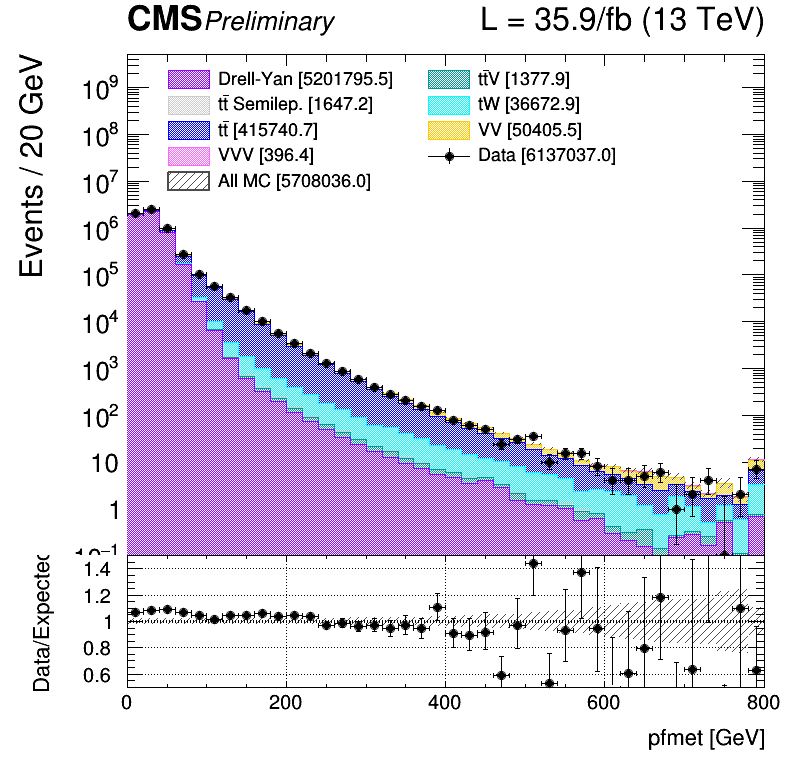 CMS Preliminary L = 35.9/fb (13 TeV)
Events / 20 GeV
Drell-Yan [5201795.5]
tt̄ Semilep. [1647.2]
tt̄ [415740.7]
VVV [396.4]
All MC [5708036.0]
tt̄V [1377.9]
tW [36672.9]
VV [50405.5]
Data [6137037.0]
10⁹
10⁸
10⁷
10⁶
10⁵
10⁴
10³
10²
10
1
10⁻¹
Data/Expected
1.4
1.2
1
0.8
0.6
0 200 400 600 800
pfmet [GeV]